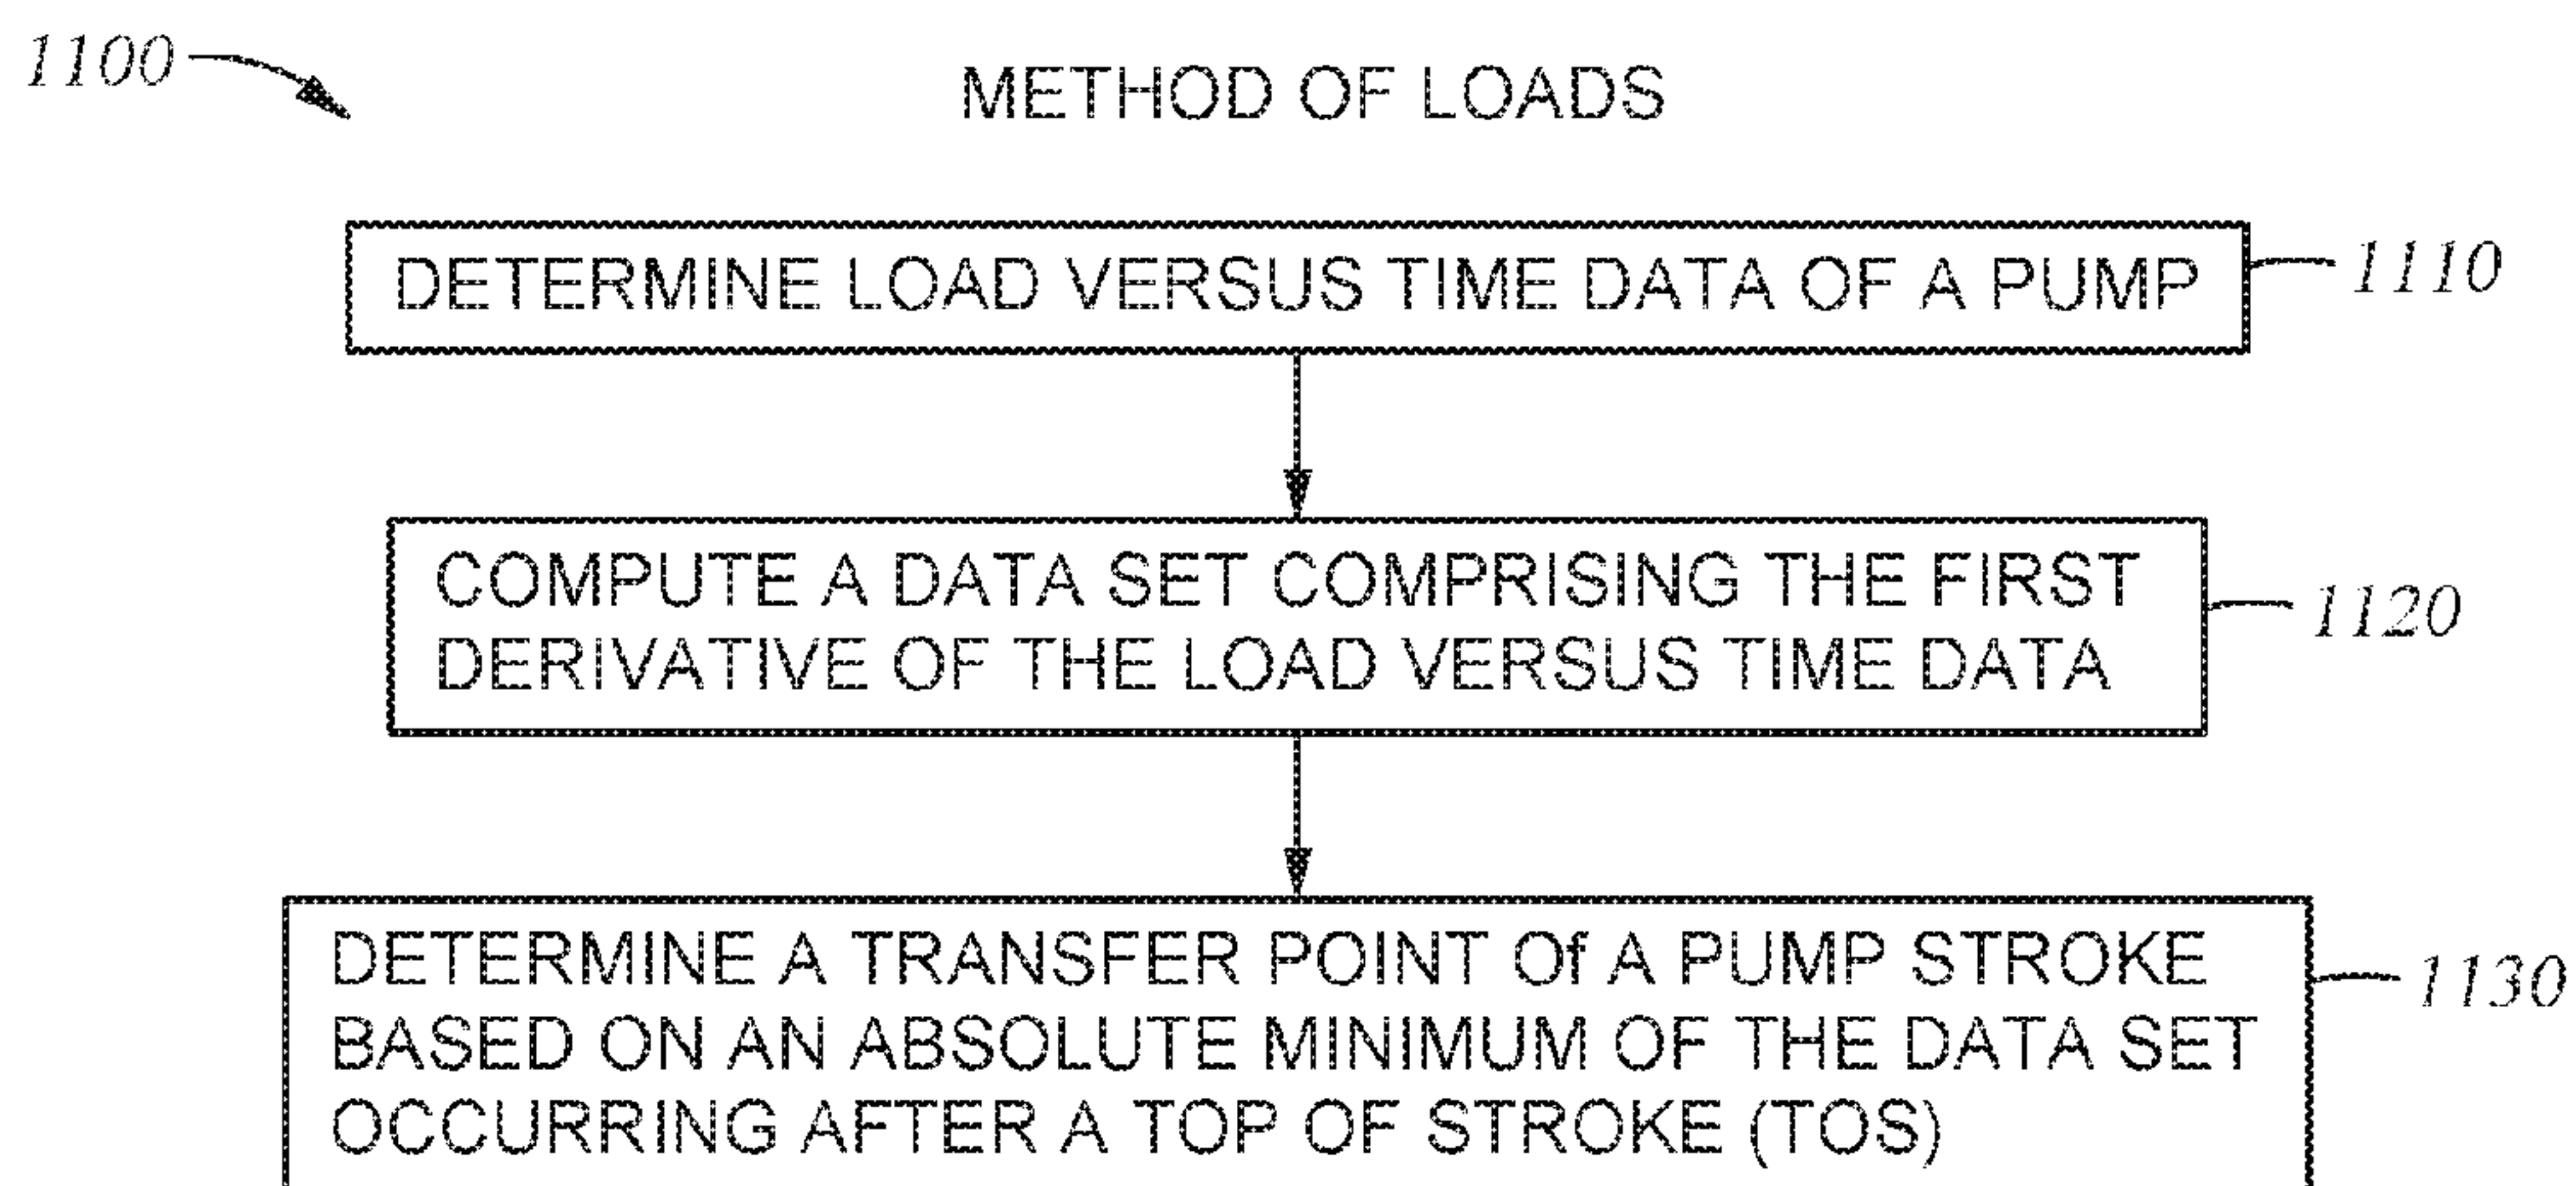 1100
METHOD OF LOADS
DETERMINE LOAD VERSUS TIME DATA OF A PUMP
1110
COMPUTE A DATA SET COMPRISING THE FIRST
DERIVATIVE OF THE LOAD VERSUS TIME DATA
1120
DETERMINE A TRANSFER POINT Of A PUMP STROKE
BASED ON AN ABSOLUTE MINIMUM OF THE DATA SET
OCCURRING AFTER A TOP OF STROKE (TOS)
1130